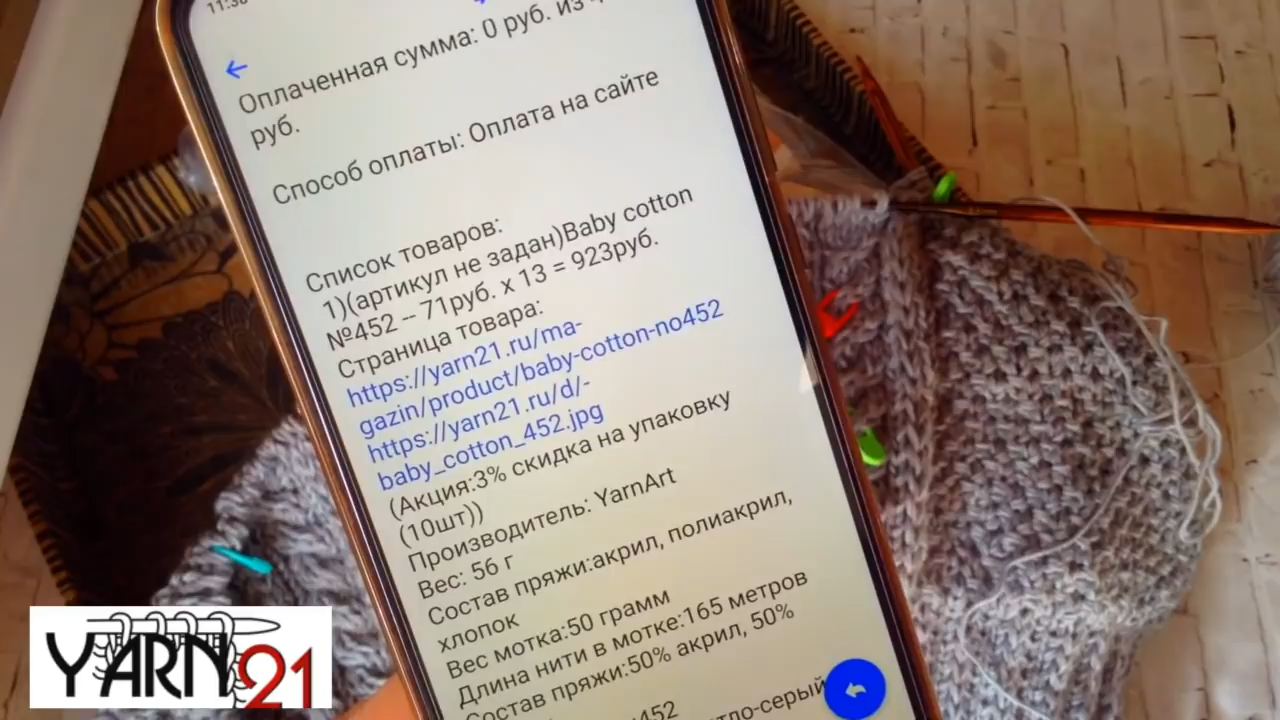 11:38
Оплаченная сумма: 0 руб. из
руб.
Способ оплаты: Оплата на сайте
Список товаров:
1)(артикул не задан)Baby cotton
№452 -- 71руб. x 13 = 923руб.
Страница товара:
https://yarn21.ru/ma-
gazin/product/baby-cotton-no452
https://yarn21.ru/d/-
baby_cotton_452.jpg
(Акция:3% скидка на упаковку
(10шт))
Производитель: YarnArt
Вес: 56 г
Состав пряжи:акрил, полиакрил,
хлопок
Вес мотка:50 грамм
Длина нити в мотке:165 метров
Состав пряжи:50% акрил, 50%
YARN21